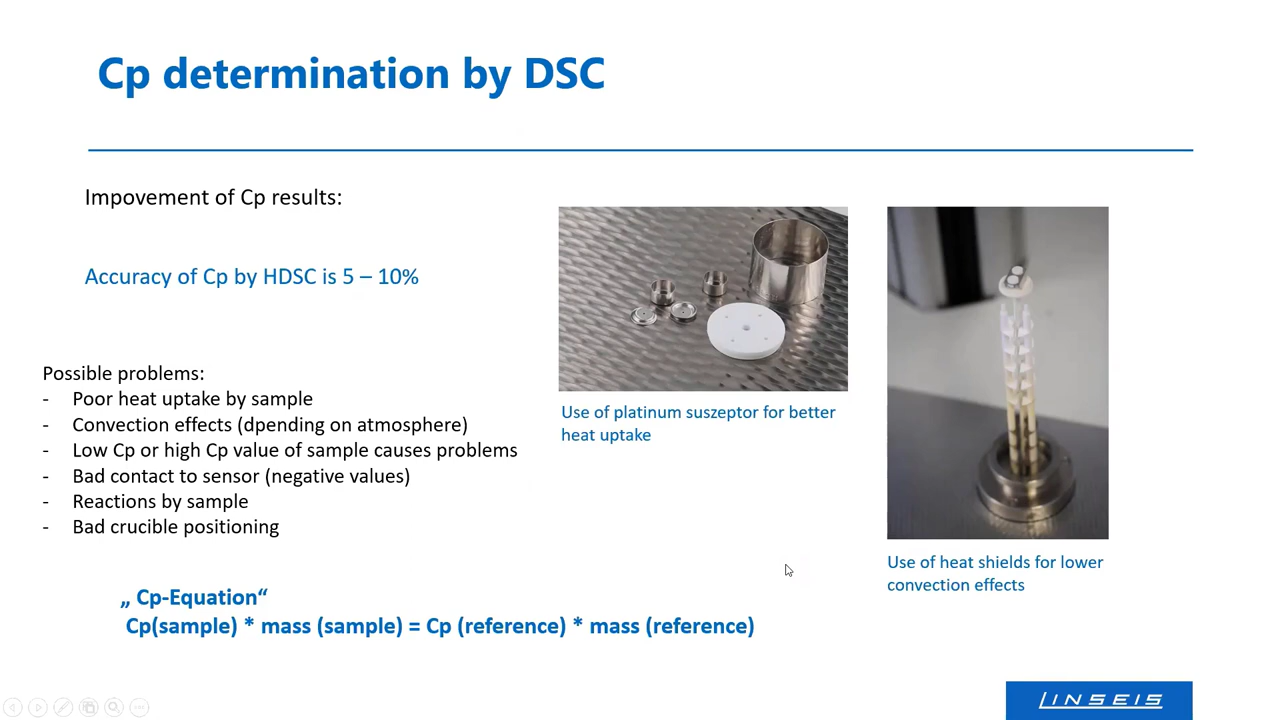 Cp determination by DSC
Impovement of Cp results:
Accuracy of Cp by HDSC is 5 – 10%
Possible problems:
- Poor heat uptake by sample
- Convection effects (dpending on atmosphere)
- Low Cp or high Cp value of sample causes problems
- Bad contact to sensor (negative values)
- Reactions by sample
- Bad crucible positioning
„ Cp-Equation“
Cp(sample) * mass (sample) = Cp (reference) * mass (reference)
Use of platinum suszeptor for better
heat uptake
Use of heat shields for lower
convection effects
LINSEIS